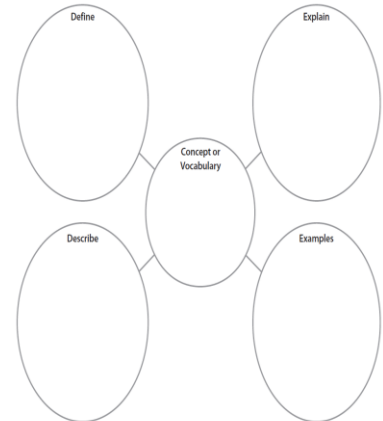 Define
Explain
Concept or
Vocabulary
Describe
Examples